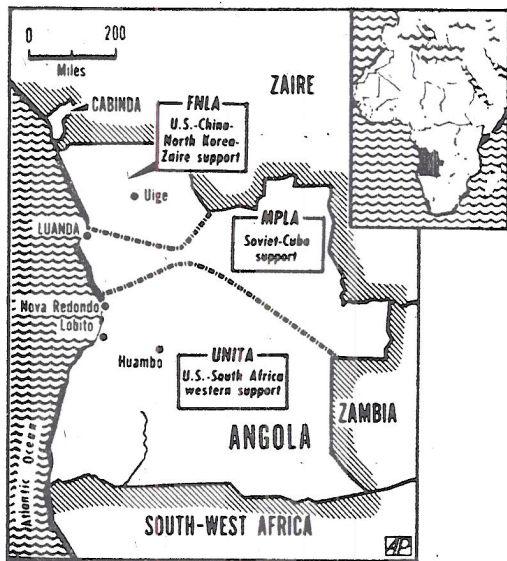 0 200
Miles
CABINDA
ZAIRE
FNLA
U.S.-China-
North Korea-
Zaire support
Uige
MPLA
Soviet-Cuba
support
LUANDA
Nova Redondo
Lobito
Huambo
UNITA
U.S.-South Africa
western support
ZAMBIA
ANGOLA
Atlantic Ocean
SOUTH-WEST AFRICA
AP